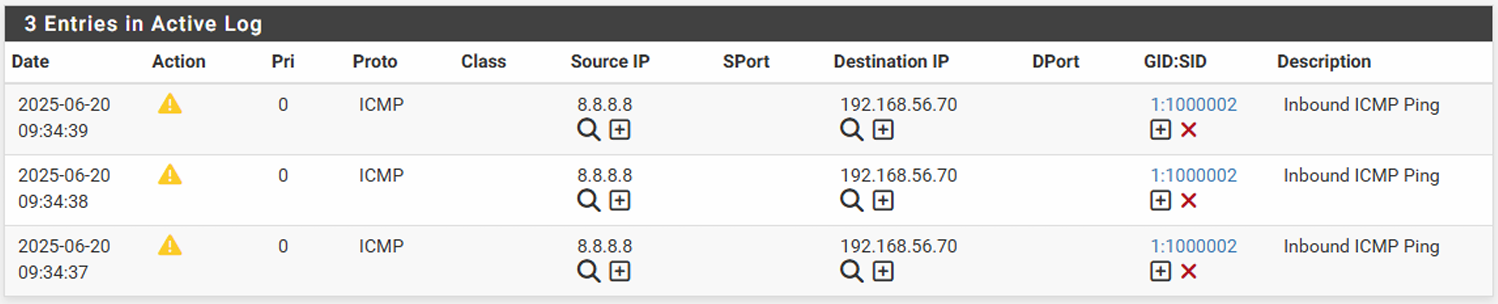 3 Entries in Active Log
Date Action Pri Proto Class Source IP SPort Destination IP DPort GID:SID Description
2025-06-20 0 ICMP 8.8.8.8 192.168.56.70 1:1000002 Inbound ICMP Ping
09:34:39
2025-06-20 0 ICMP 8.8.8.8 192.168.56.70 1:1000002 Inbound ICMP Ping
09:34:38
2025-06-20 0 ICMP 8.8.8.8 192.168.56.70 1:1000002 Inbound ICMP Ping
09:34:37